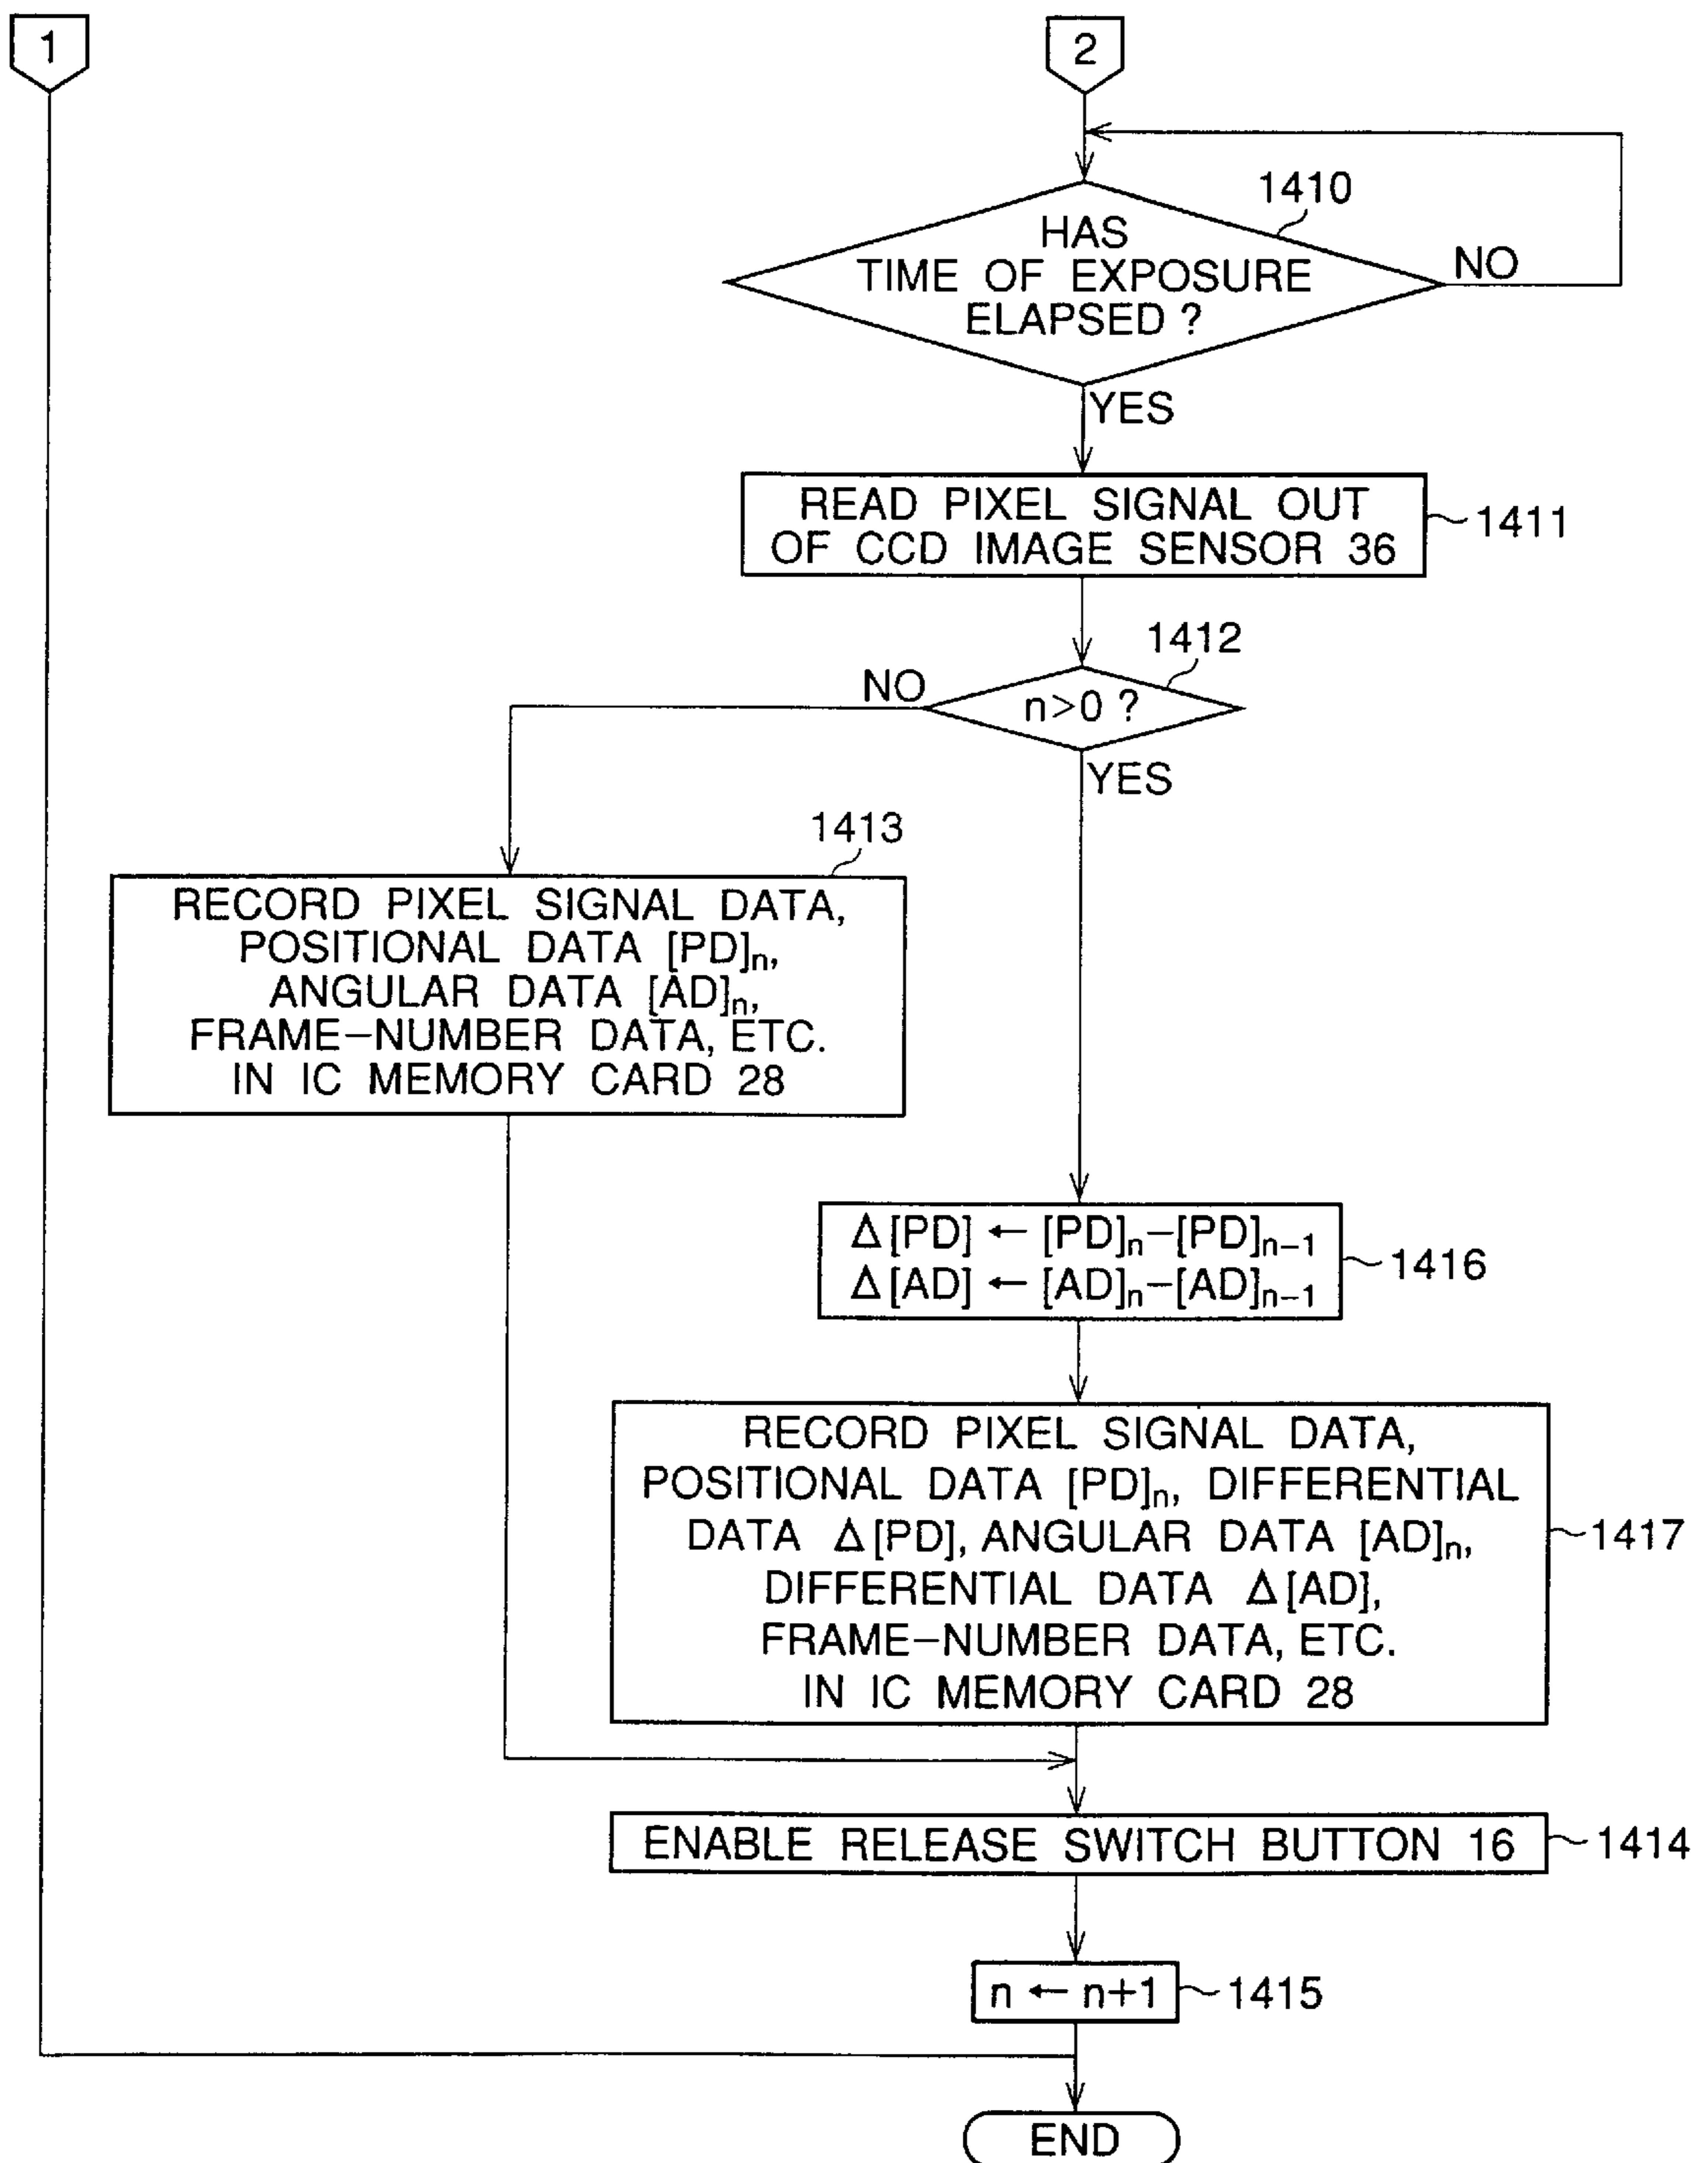 1
2
1410
HAS
TIME OF EXPOSURE
ELAPSED ?
NO
YES
READ PIXEL SIGNAL OUT
OF CCD IMAGE SENSOR 36
1411
1412
n>0 ?
NO
YES
1413
RECORD PIXEL SIGNAL DATA,
POSITIONAL DATA [PD]n,
ANGULAR DATA [AD]n,
FRAME-NUMBER DATA, ETC.
IN IC MEMORY CARD 28
Δ[PD] ← [PD]n-[PD]n-1
Δ[AD] ← [AD]n-[AD]n-1
1416
RECORD PIXEL SIGNAL DATA,
POSITIONAL DATA [PD]n, DIFFERENTIAL
DATA Δ[PD], ANGULAR DATA [AD]n,
DIFFERENTIAL DATA Δ[AD],
FRAME-NUMBER DATA, ETC.
IN IC MEMORY CARD 28
1417
ENABLE RELEASE SWITCH BUTTON 16
1414
n ← n+1
1415
END